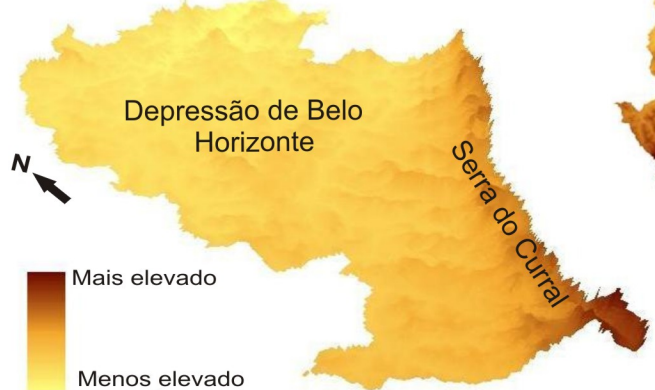 Depressão de Belo
Horizonte
N
Serra do Curral
Mais elevado
Menos elevado